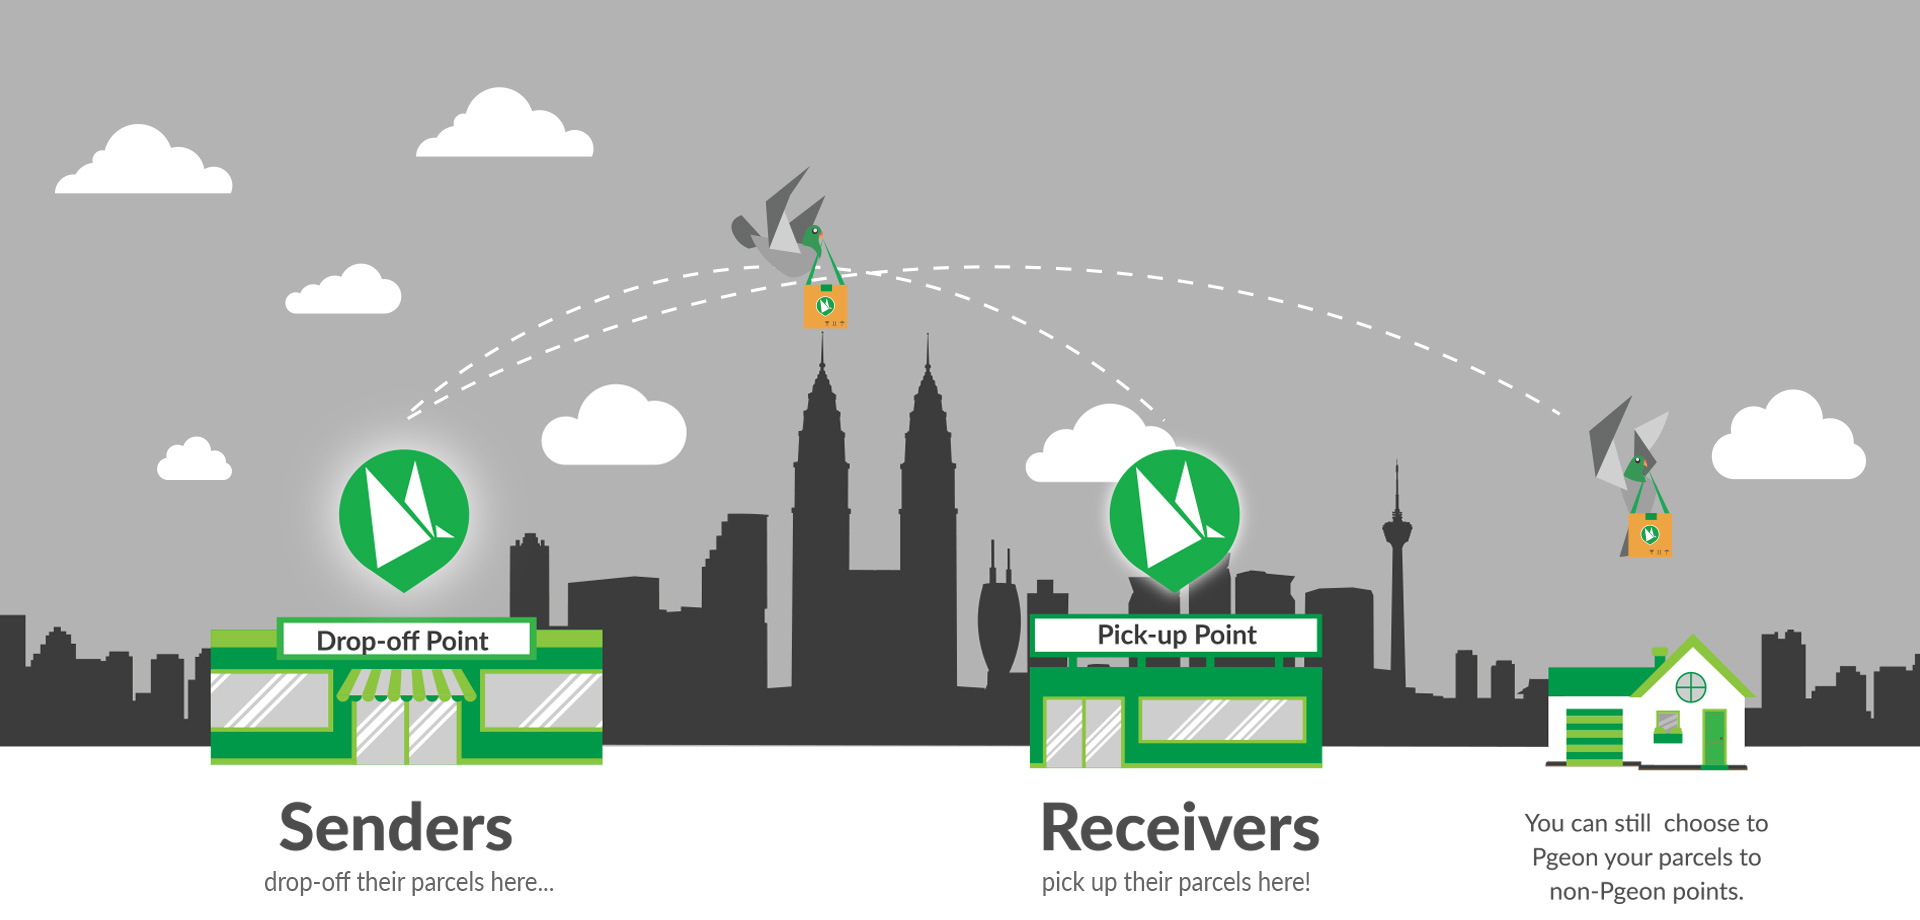 Drop-off Point
Pick-up Point
Senders
drop-off their parcels here...
Receivers
pick up their parcels here!
You can still choose to
Pgeon your parcels to
non-Pgeon points.